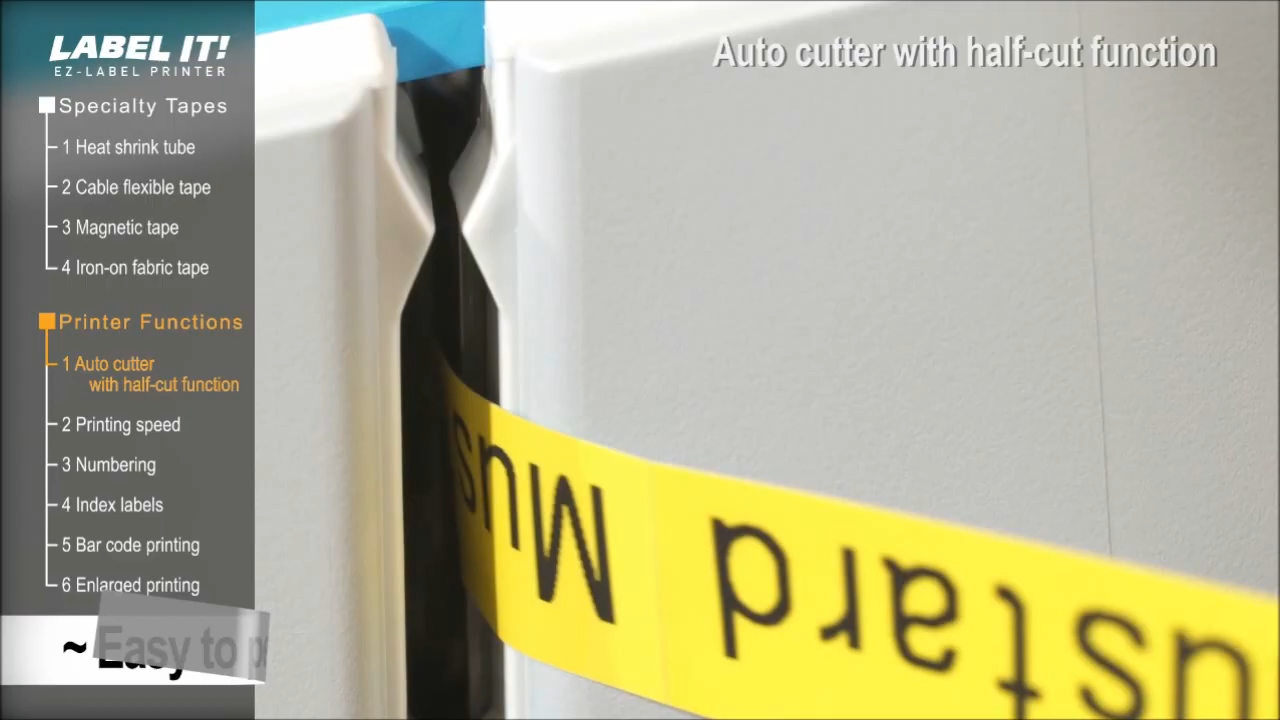 LABEL IT!
EZ-LABEL PRINTER
Specialty Tapes
1 Heat shrink tube
2 Cable flexible tape
3 Magnetic tape
4 Iron-on fabric tape
Printer Functions
1 Auto cutter
with half-cut function
2 Printing speed
3 Numbering
4 Index labels
5 Bar code printing
6 Enlarged printing
~ Easy to p
Auto cutter with half-cut function
Mus
ustard